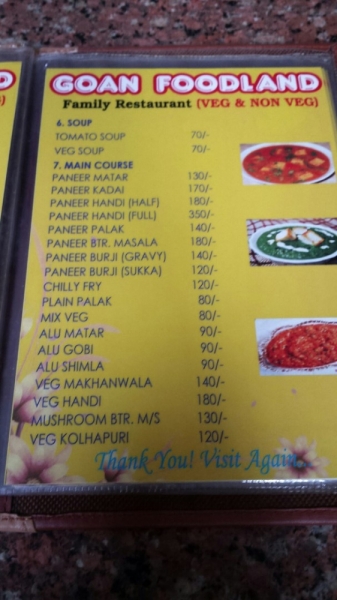 GOAN FOODLAND
Family Restaurant (VEG & NON VEG)
6. SOUP
TOMATO SOUP 70/-
VEG SOUP 70/-
7. MAIN COURSE
PANEER MATAR 130/-
PANEER KADAI 170/-
PANEER HANDI (HALF) 180/-
PANEER HANDI (FULL) 350/-
PANEER PALAK 140/-
PANEER BTR. MASALA 180/-
PANEER BURJI (GRAVY) 140/-
PANEER BURJI (SUKKA) 120/-
CHILLY FRY 120/-
PLAIN PALAK 80/-
MIX VEG 80/-
ALU MATAR 90/-
ALU GOBI 90/-
ALU SHIMLA 90/-
VEG MAKHANWALA 140/-
VEG HANDI 180/-
MUSHROOM BTR. M/S 130/-
VEG KOLHAPURI 120/-
Thank You! Visit Again...